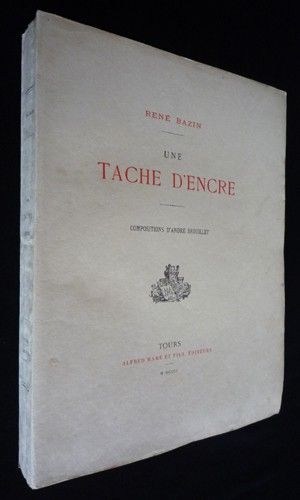 RENÉ BAZIN
UNE
TACHE D'ENCRE
COMPOSITIONS D'ANDRÉ BROUILLET
TOURS
ALFRED MAME ET FILS, ÉDITEURS